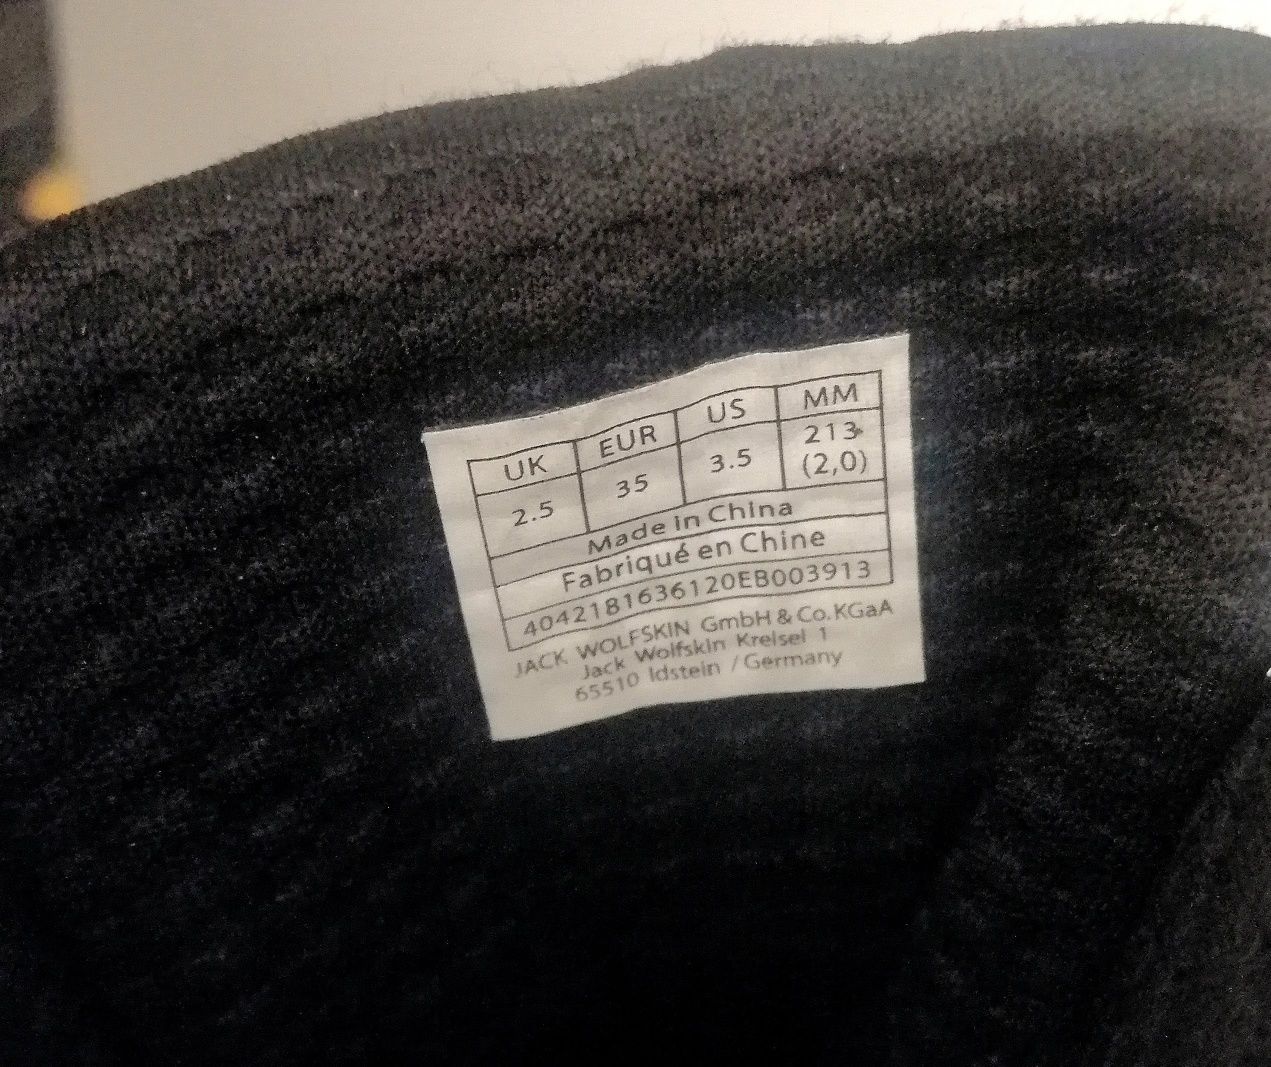 UK EUR US MM
2.5 35 3.5 213
(2,0)
Made in China
Fabriqué en Chine
4042181636120EB003913
JACK WOLFSKIN GmbH & Co. KGaA
Jack Wolfskin Kreisel 1
65510 Idstein / Germany